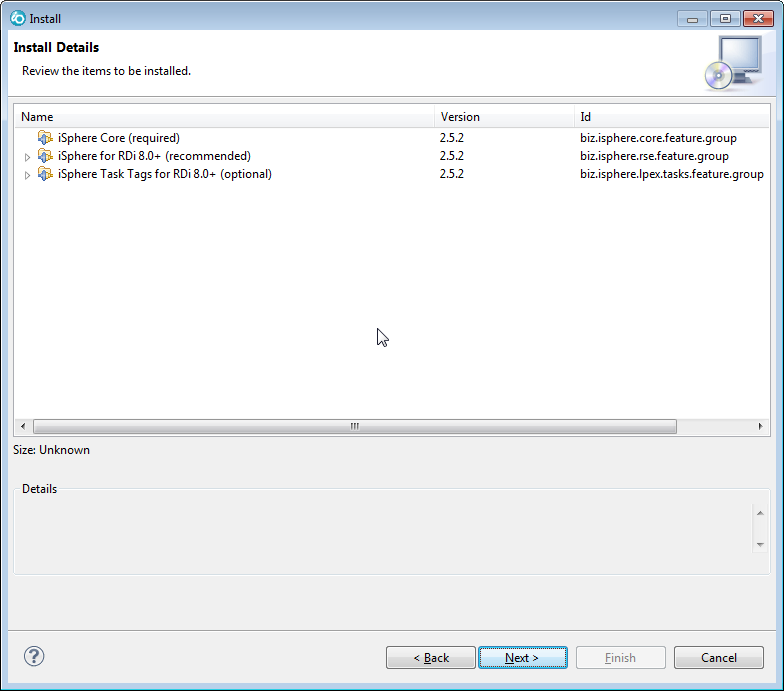 Install
Install Details
Review the items to be installed.
Name Version Id
iSphere Core (required) 2.5.2 biz.isphere.core.feature.group
iSphere for RDi 8.0+ (recommended) 2.5.2 biz.isphere.rse.feature.group
iSphere Task Tags for RDi 8.0+ (optional) 2.5.2 biz.isphere.lpex.tasks.feature.group
Size: Unknown
Details
? < Back Next > Finish Cancel